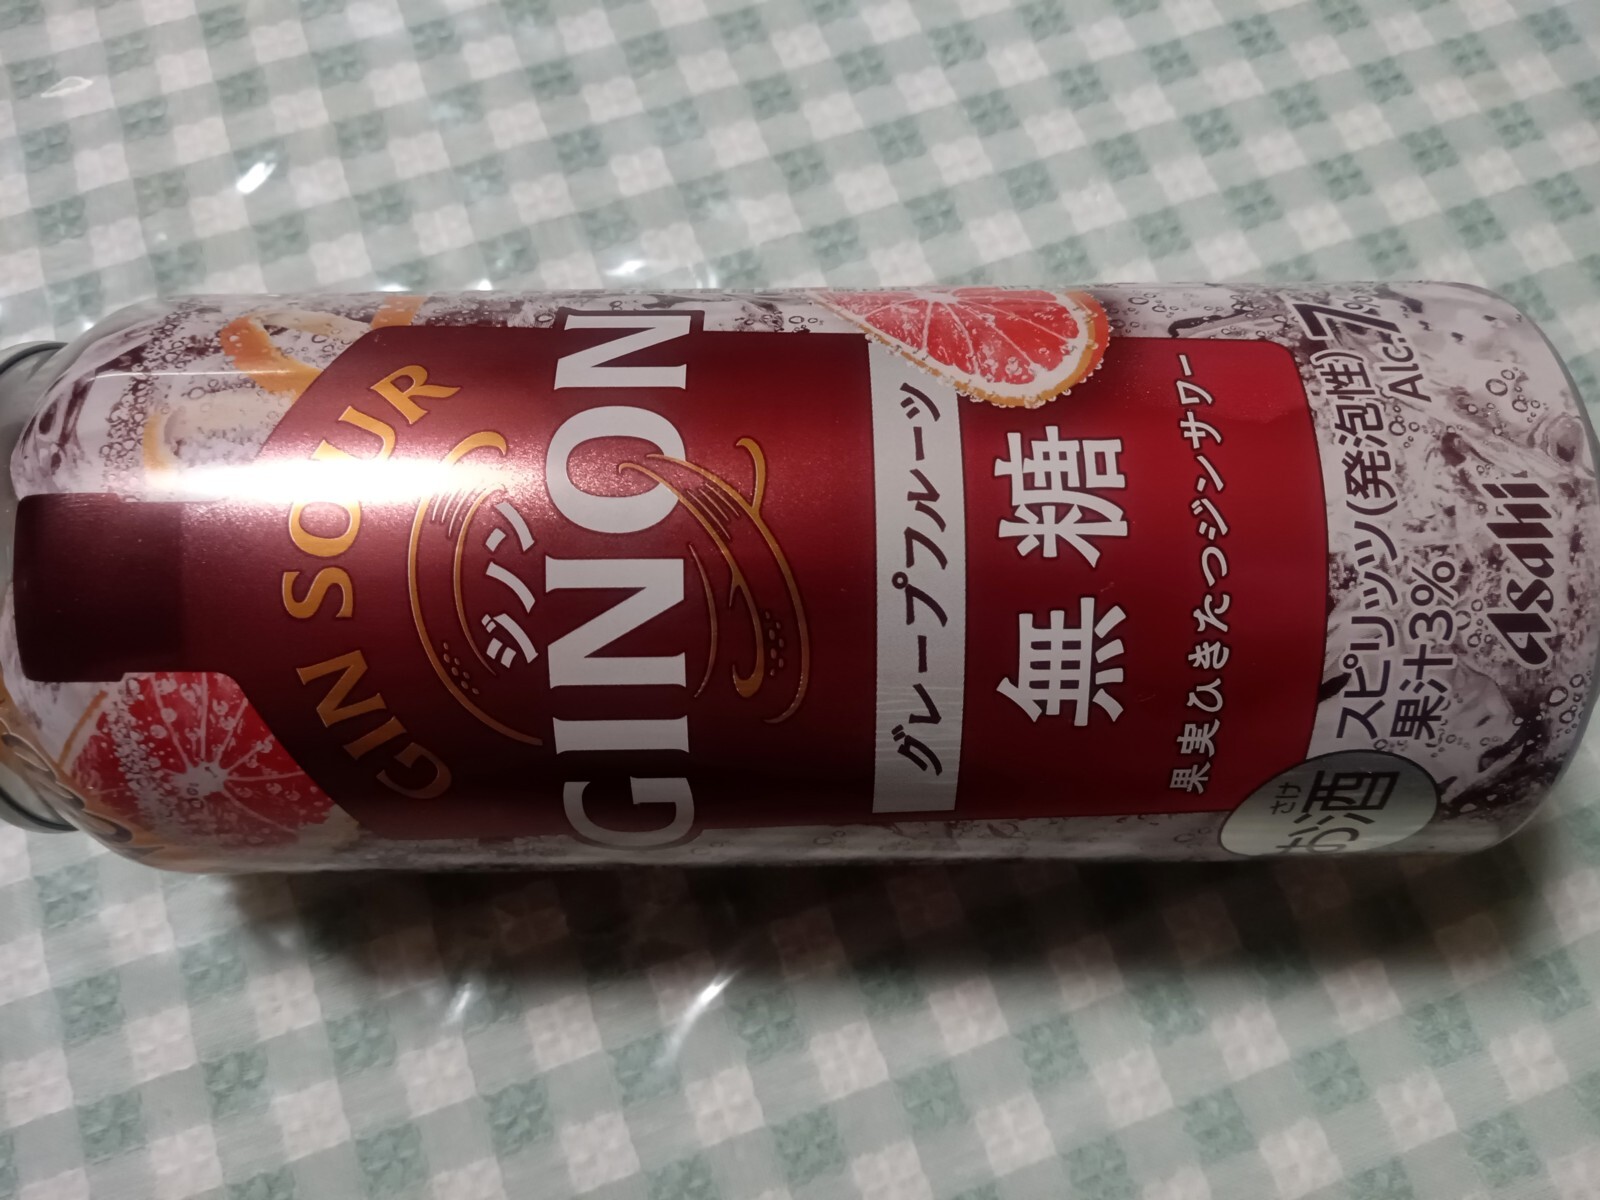 GIN SOUR
ジノン
GINON
グレープフルーツ
無糖
果実ひきたつジンサワー
スピリッツ(発泡性)
果汁3%
Alc.7%
Asahi
さけ
お酒